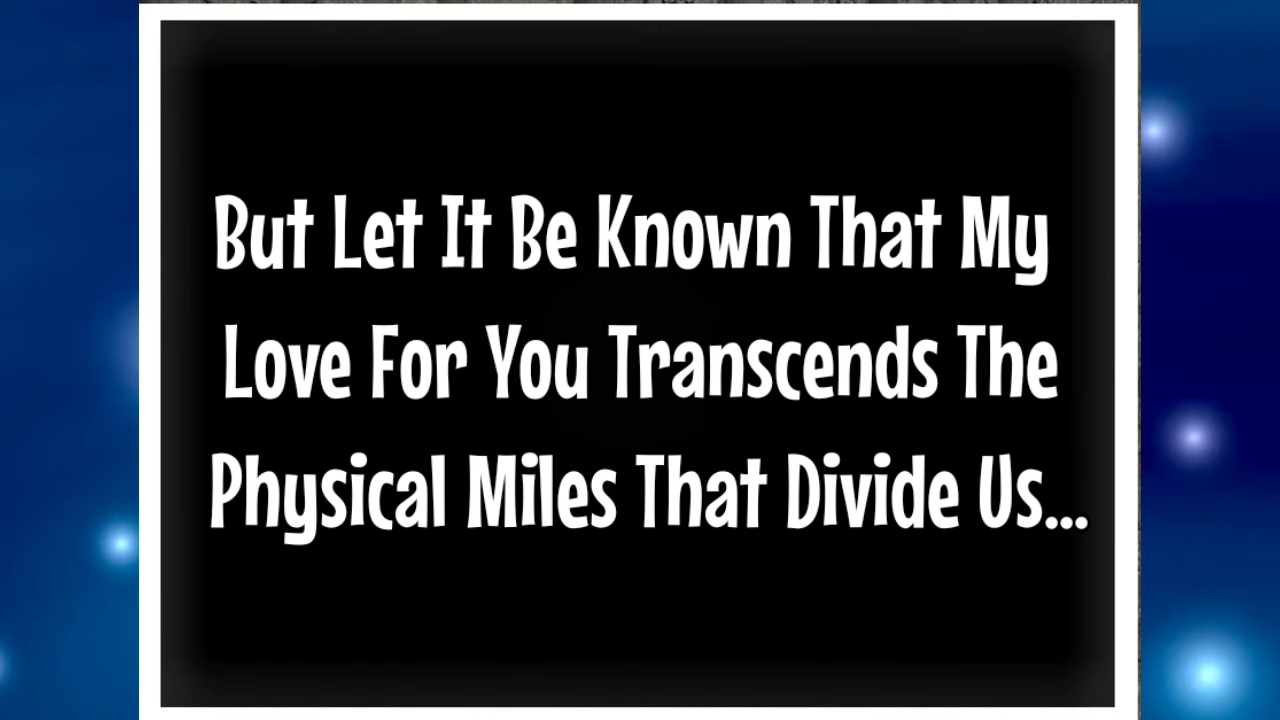 But Let It Be Known That My
Love For You Transcends The
Physical Miles That Divide Us...